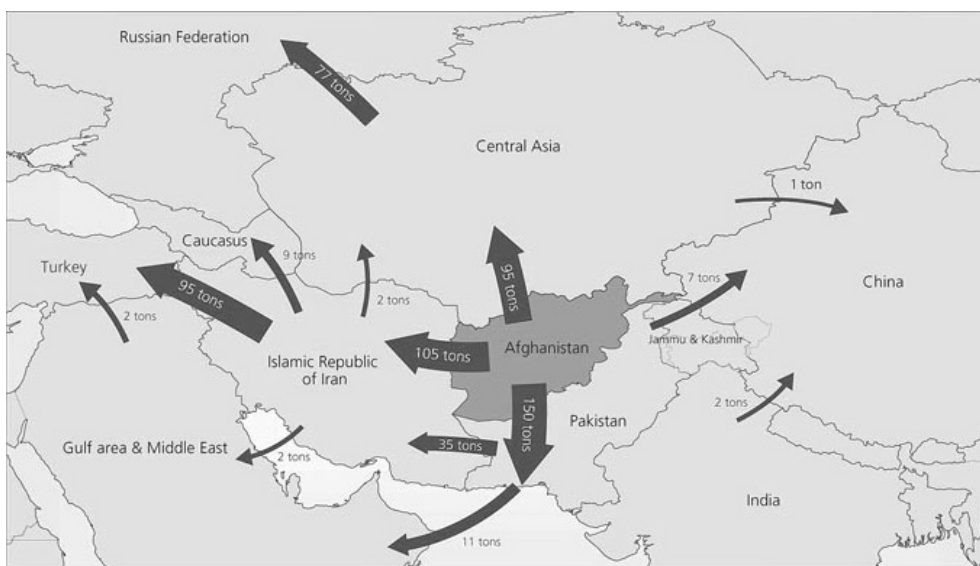 Russian Federation
77 tons
Central Asia
1 ton
Caucasus
9 tons
Turkey
95 tons
2 tons
2 tons
95 tons
7 tons
China
Islamic Republic
of Iran
105 tons
Afghanistan
Jammu & Kashmir
150 tons
Pakistan
2 tons
Gulf area & Middle East
2 tons
35 tons
India
11 tons